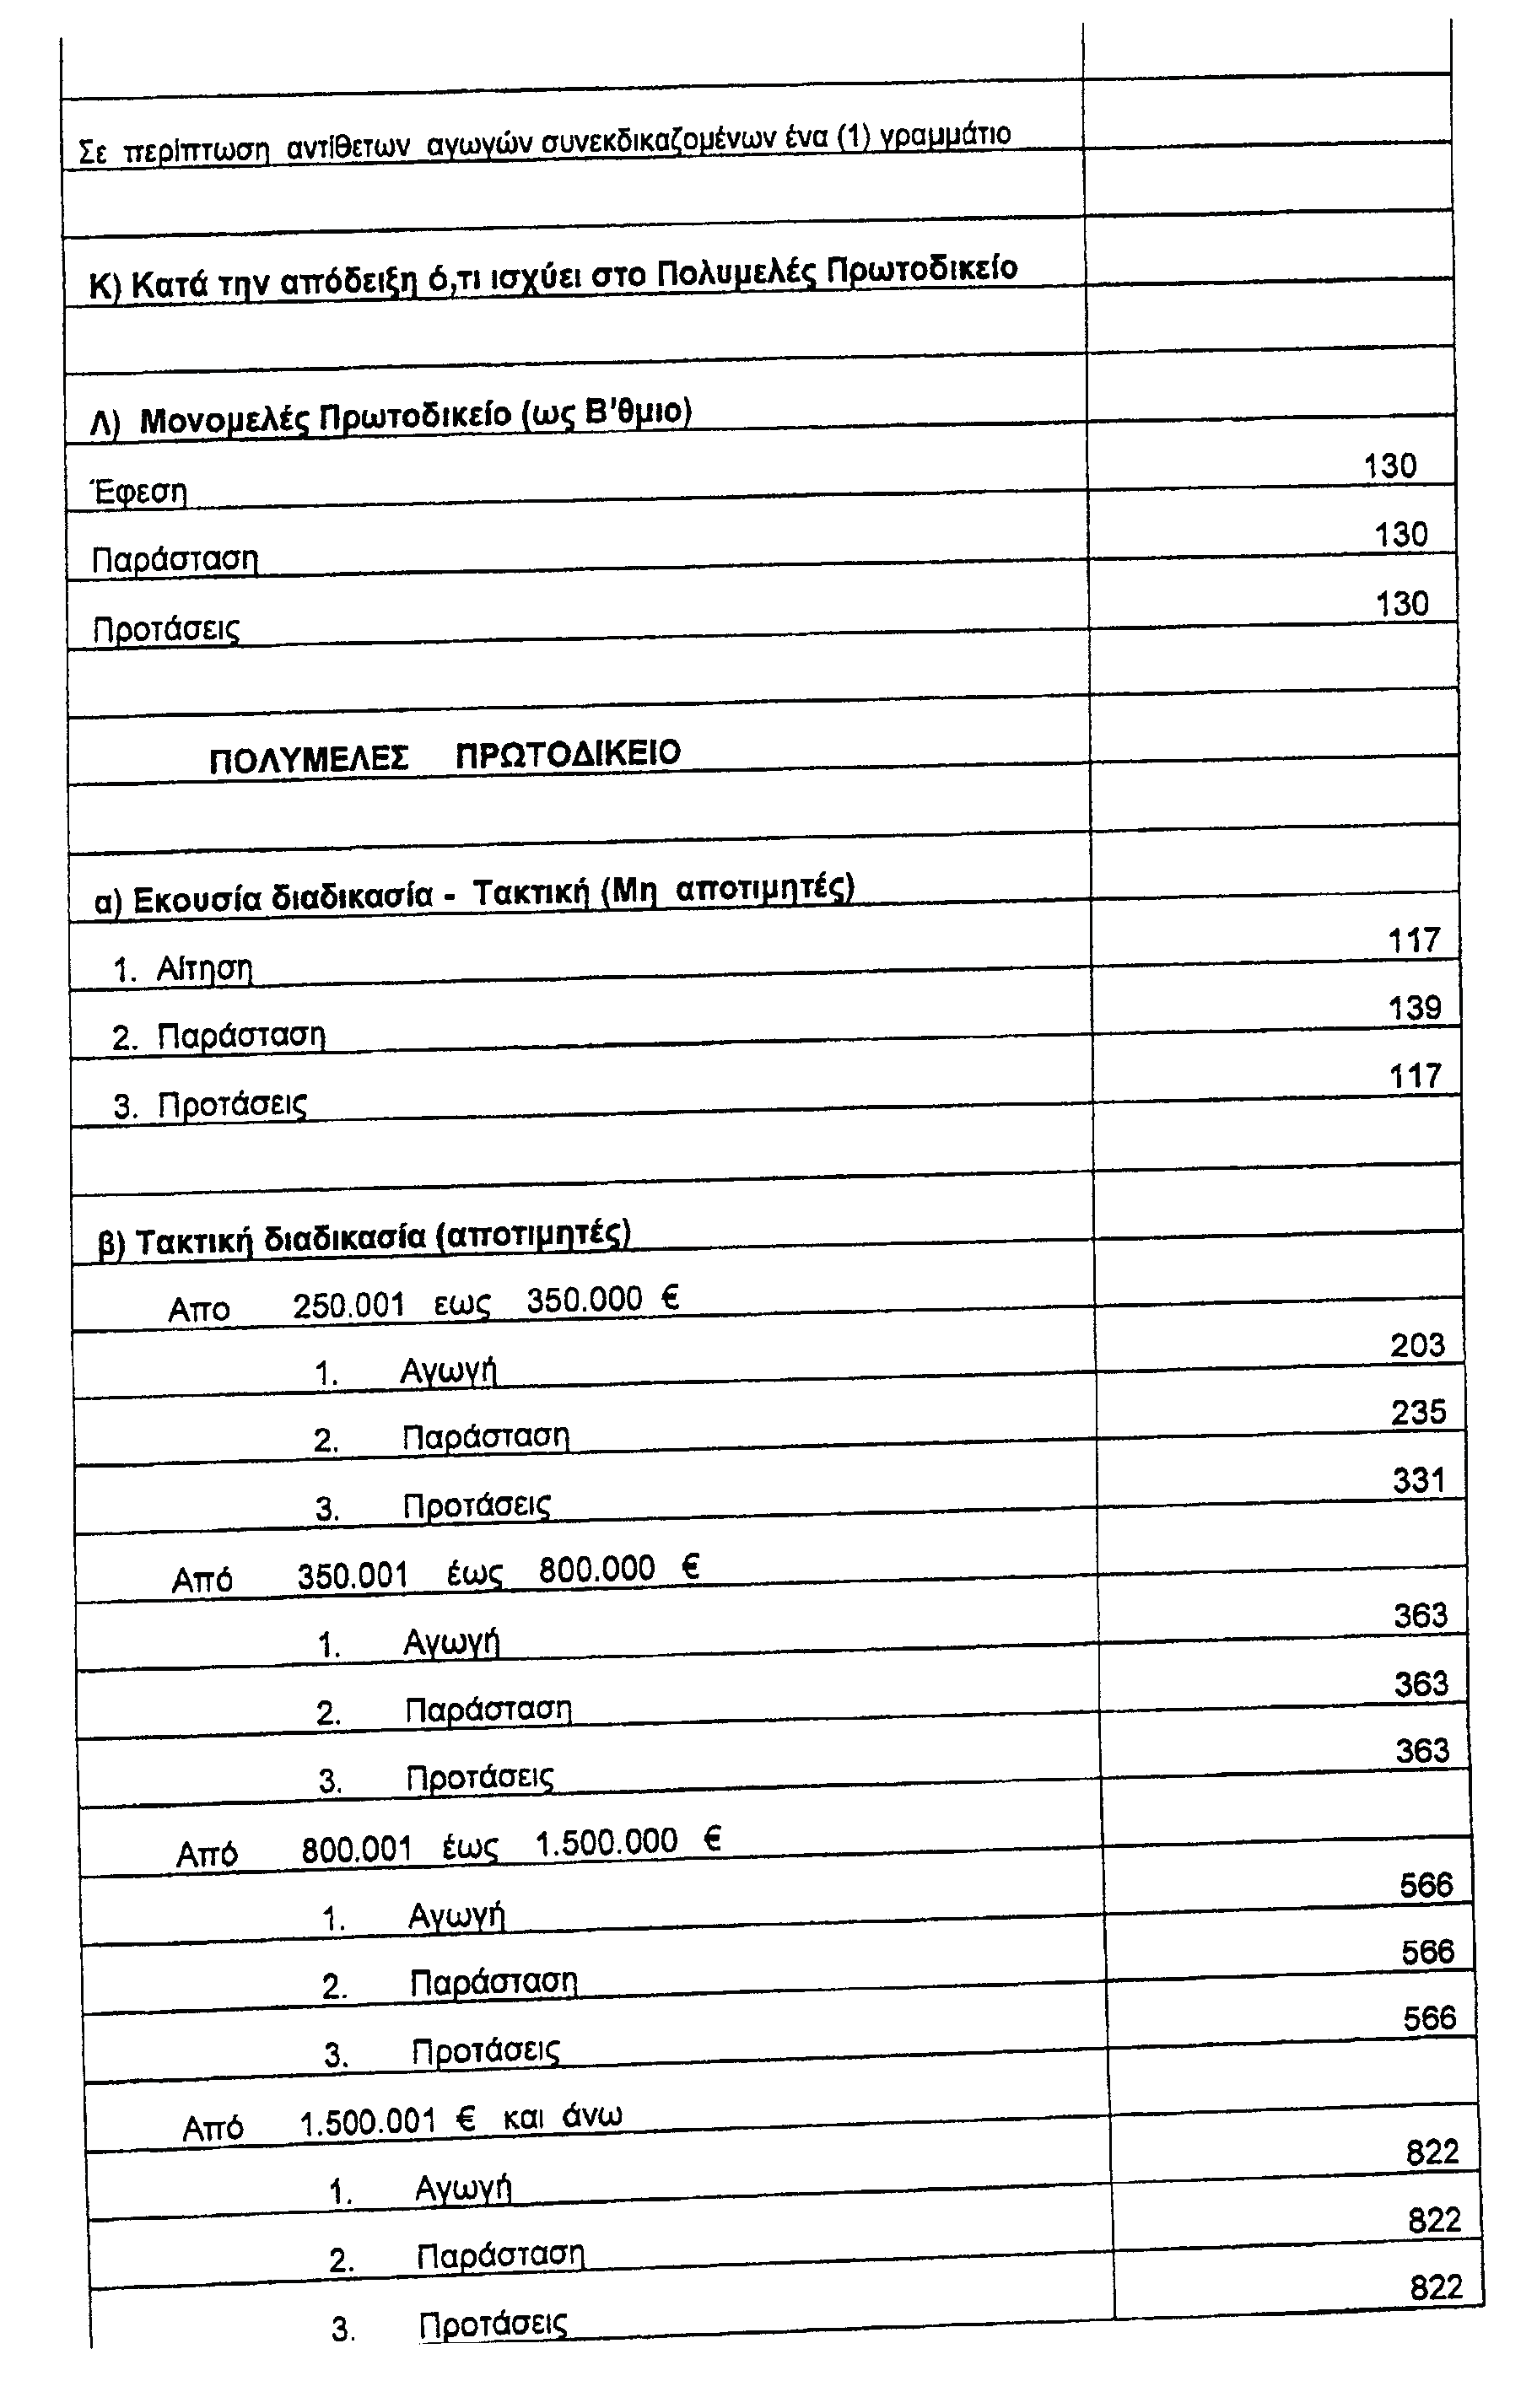 Σε περίπτωση αντίθετων αγωγών συνεκδικαζομένων ένα (1) γραμμάτιο
Κ) Κατά την απόδειξη ό,τι ισχύει στο Πολυμελές Πρωτοδικείο
Λ) Μονομελές Πρωτοδικείο (ως Β'θμιο)
Έφεση 130
Παράσταση 130
Προτάσεις 130
ΠΟΛΥΜΕΛΕΣ ΠΡΩΤΟΔΙΚΕΙΟ
α) Εκουσία διαδικασία - Τακτική (Μη αποτιμητές)
1. Αίτηση 117
2. Παράσταση 139
3. Προτάσεις 117
β) Τακτική διαδικασία (αποτιμητές)
Απο 250.001 εως 350.000 €
1. Αγωγή 203
2. Παράσταση 235
3. Προτάσεις 331
Από 350.001 έως 800.000 €
1. Αγωγή 363
2. Παράσταση 363
3. Προτάσεις 363
Από 800.001 έως 1.500.000 €
1. Αγωγή 566
2. Παράσταση 566
3. Προτάσεις 566
Από 1.500.001 € και άνω
1. Αγωγή 822
2. Παράσταση 822
3. Προτάσεις 822